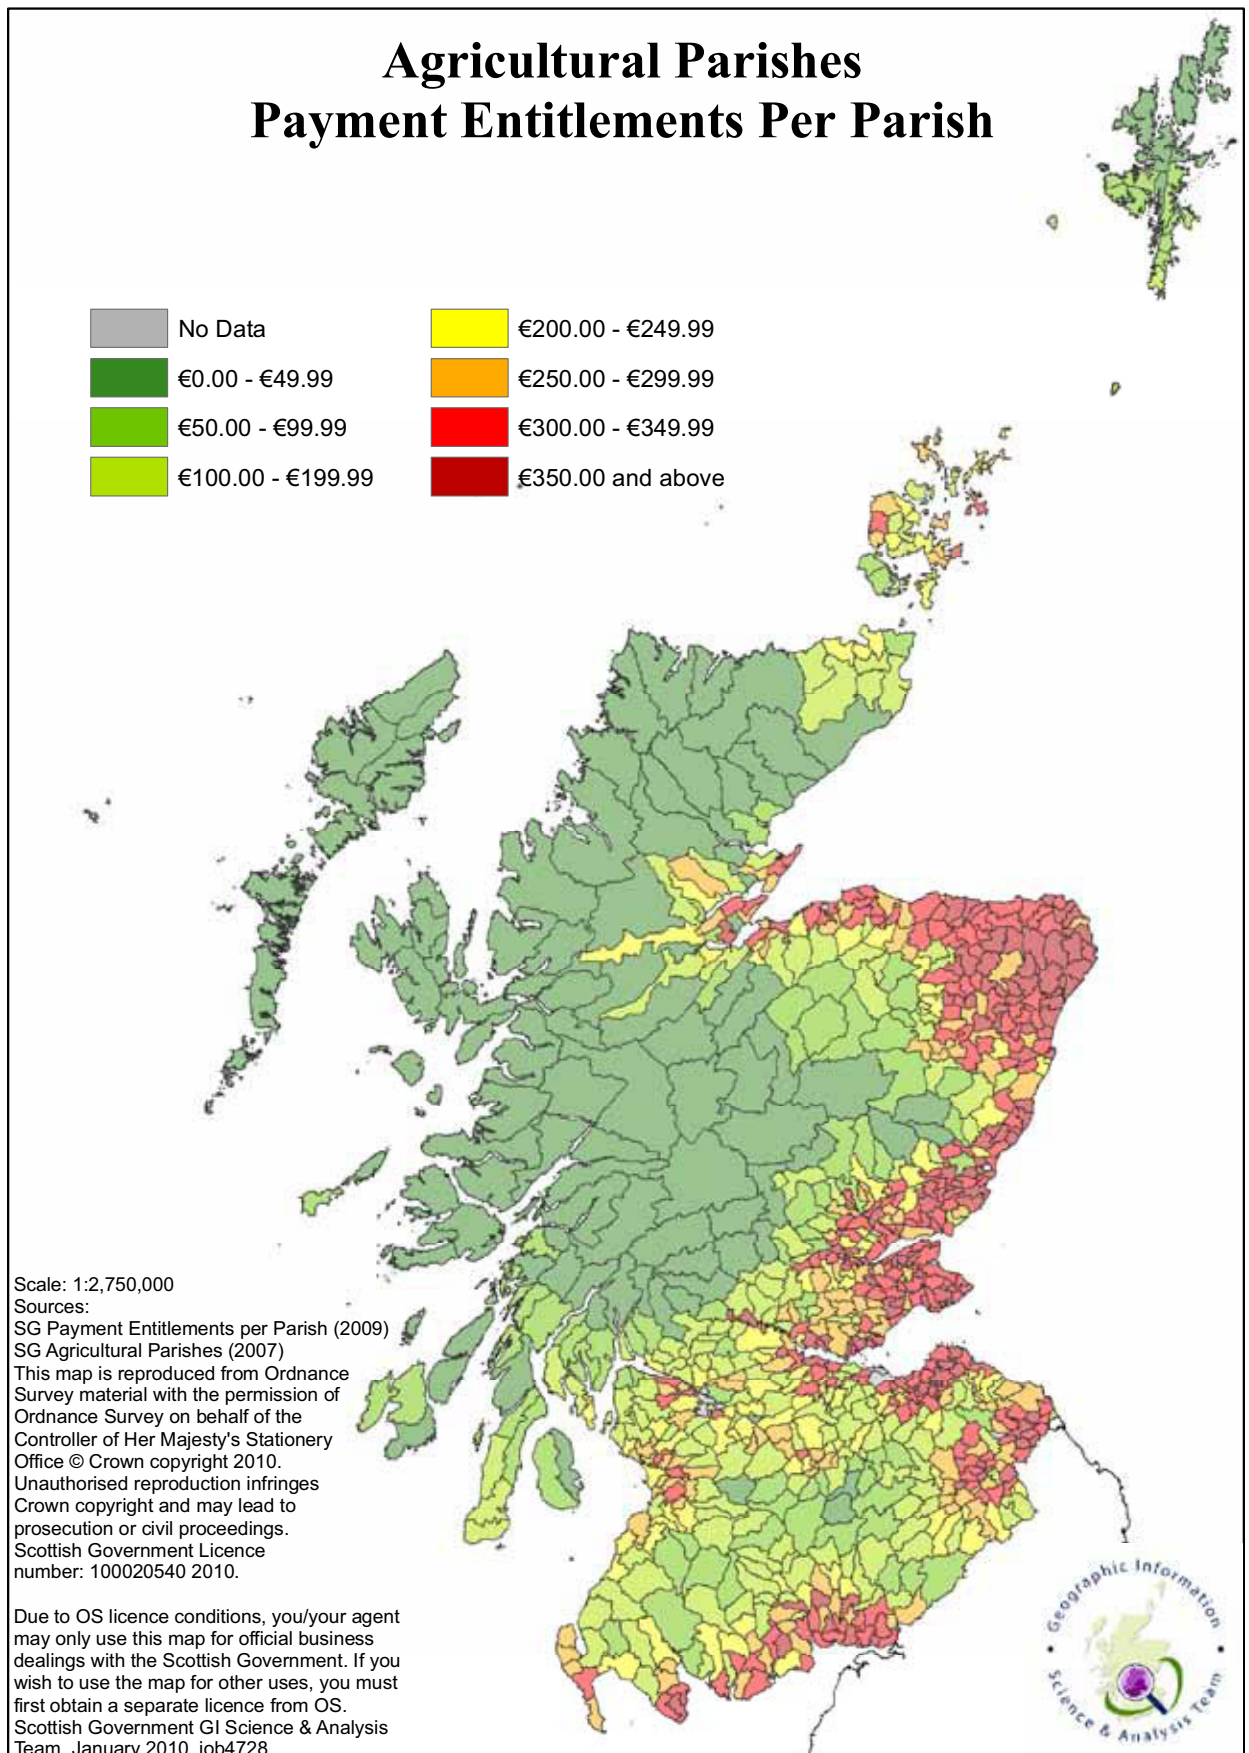 Agricultural Parishes
Payment Entitlements Per Parish
No Data
€0.00 - €49.99
€50.00 - €99.99
€100.00 - €199.99
€200.00 - €249.99
€250.00 - €299.99
€300.00 - €349.99
€350.00 and above
Scale: 1:2,750,000
Sources:
SG Payment Entitlements per Parish (2009)
SG Agricultural Parishes (2007)
This map is reproduced from Ordnance
Survey material with the permission of
Ordnance Survey on behalf of the
Controller of Her Majesty's Stationery
Office © Crown copyright 2010.
Unauthorised reproduction infringes
Crown copyright and may lead to
prosecution or civil proceedings.
Scottish Government Licence
number: 100020540 2010.
Due to OS licence conditions, you/your agent
may only use this map for official business
dealings with the Scottish Government. If you
wish to use the map for other uses, you must
first obtain a separate licence from OS.
Scottish Government GI Science & Analysis
Team, January 2010, job4728
Geographic Information
Science & Analysis Team